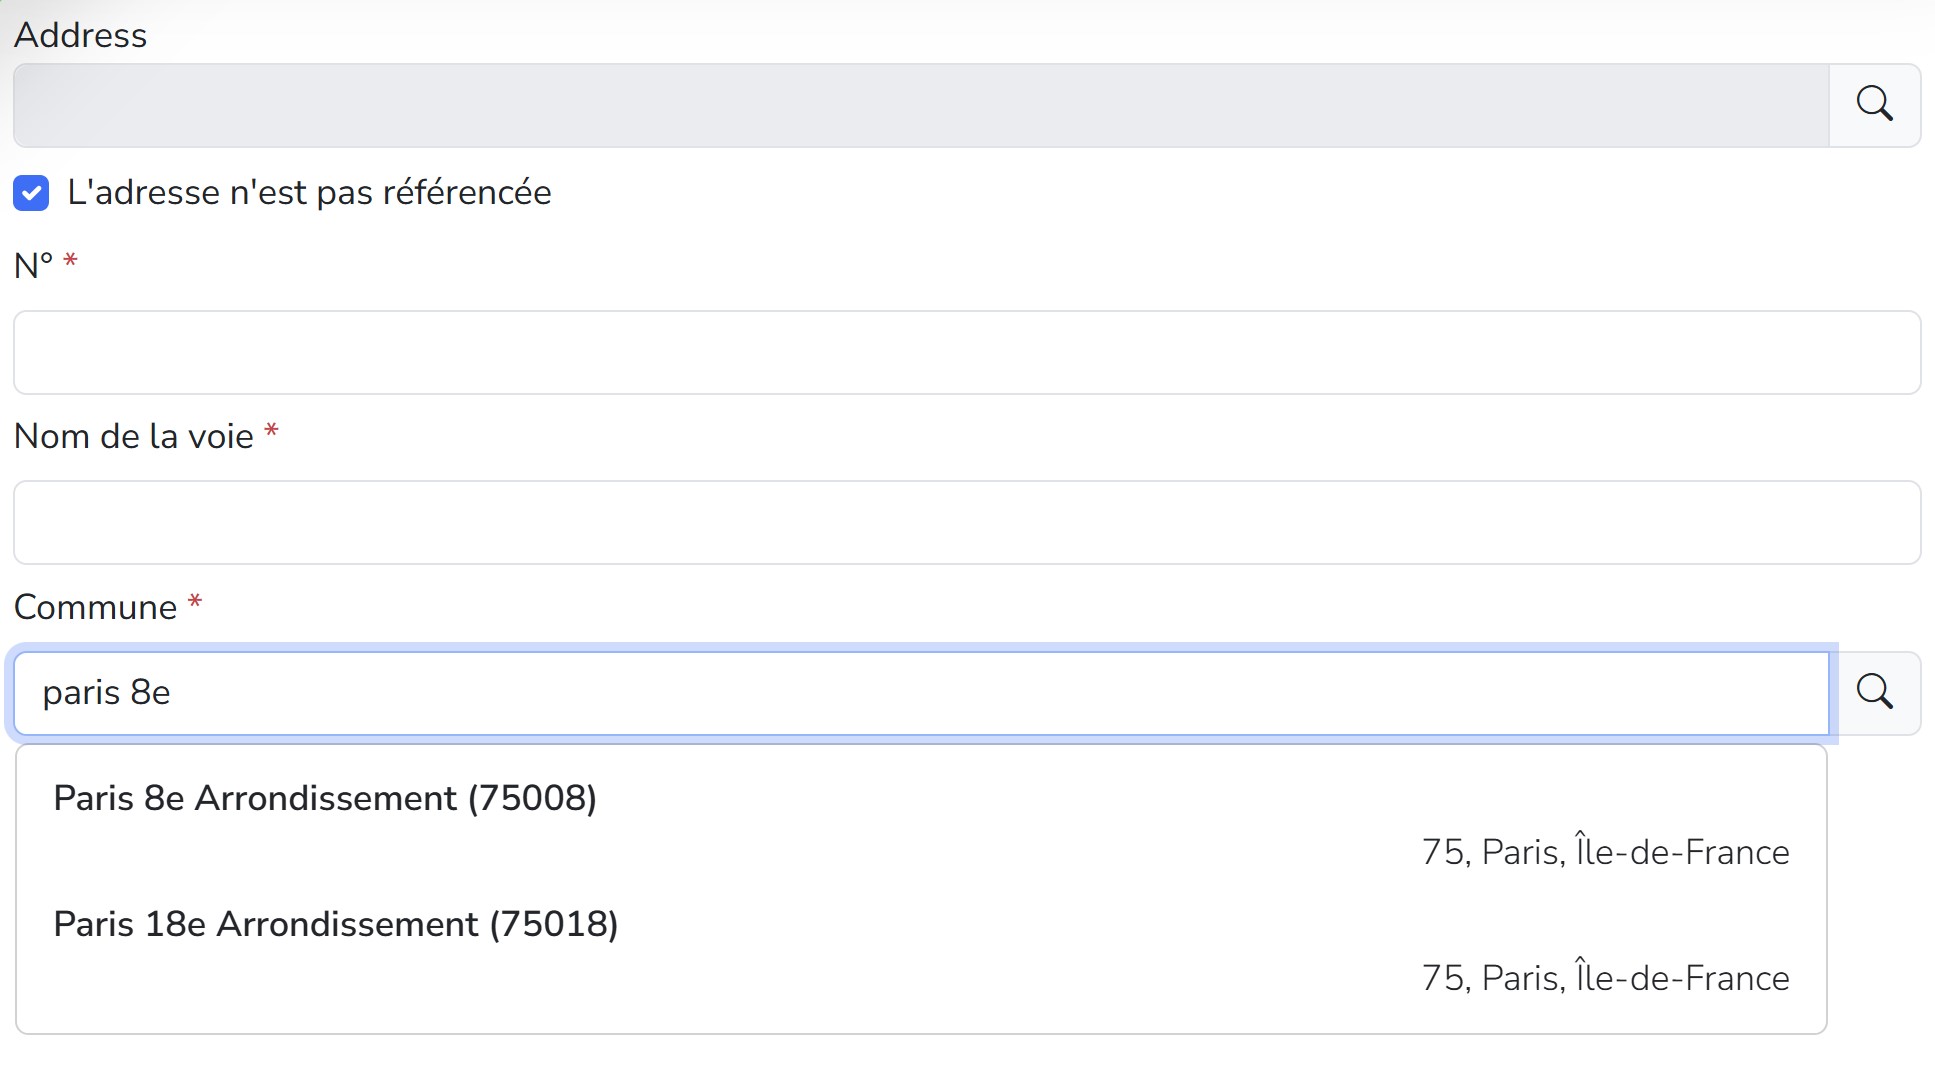 Address
L'adresse n'est pas référencée
N° *
Nom de la voie *
Commune *
paris 8e
Paris 8e Arrondissement (75008)
75, Paris, Île-de-France
Paris 18e Arrondissement (75018)
75, Paris, Île-de-France